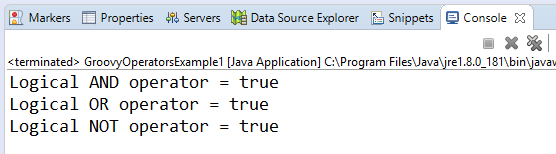 Markers Properties Servers Data Source Explorer Snippets Console
<terminated> GroovyOperatorsExample1 [Java Application] C:\Program Files\Java\jre1.8.0_181\bin\javaw
Logical AND operator = true
Logical OR operator = true
Logical NOT operator = true